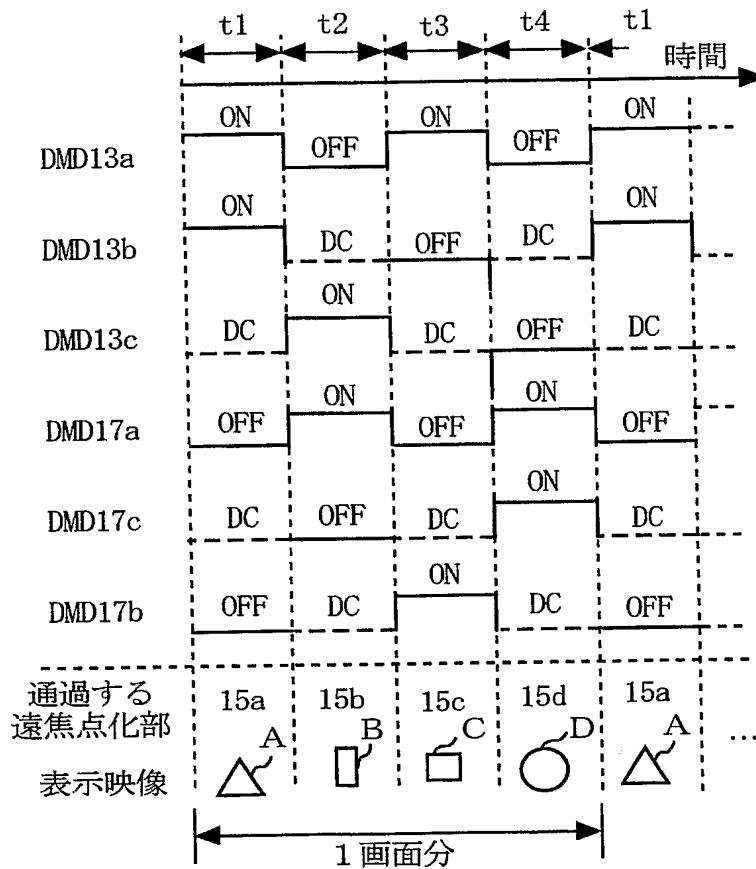 t1 t2 t3 t4 t1
時間
ON OFF ON OFF ON
DMD13a
ON DC OFF DC ON
DMD13b
DC ON DC OFF DC
DMD13c
OFF ON OFF ON OFF
DMD17a
DC OFF DC ON DC
DMD17c
OFF DC ON DC OFF
DMD17b
通過する
遠焦点化部
15a 15b 15c 15d 15a
表示映像
A B C D A
…
1画面分